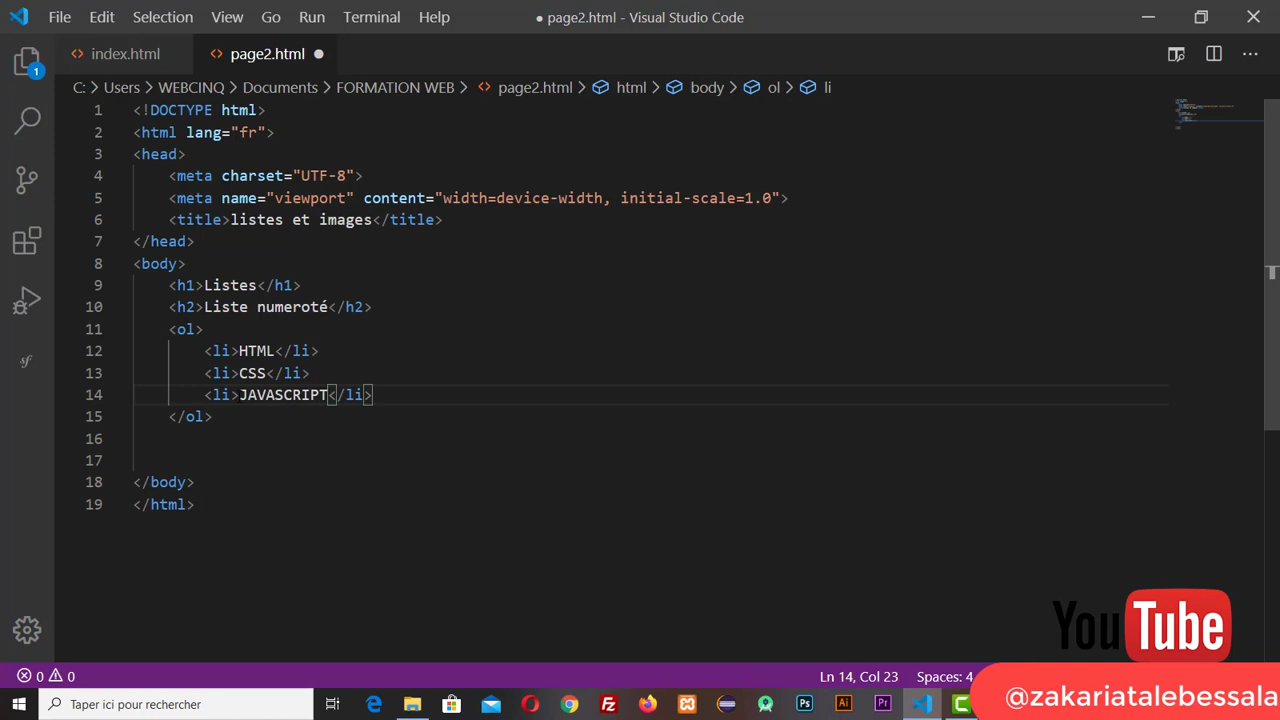 File Edit Selection View Go Run Terminal Help ● page2.html - Visual Studio Code
index.html page2.html ●
C: > Users > WEBCINQ > Documents > FORMATION WEB > page2.html > html > body > ol > li
1 <!DOCTYPE html>
2 <html lang="fr">
3 <head>
4 <meta charset="UTF-8">
5 <meta name="viewport" content="width=device-width, initial-scale=1.0">
6 <title>listes et images</title>
7 </head>
8 <body>
9 <h1>Listes</h1>
10 <h2>Liste numeroté</h2>
11 <ol>
12 <li>HTML</li>
13 <li>CSS</li>
14 <li>JAVASCRIPT</li>
15 </ol>
16
17
18 </body>
19 </html>
1
sf
YouTube
0 0 Ln 14, Col 23 Spaces: 4
Taper ici pour rechercher
Ps Ai Pr
@zakariatalebessala